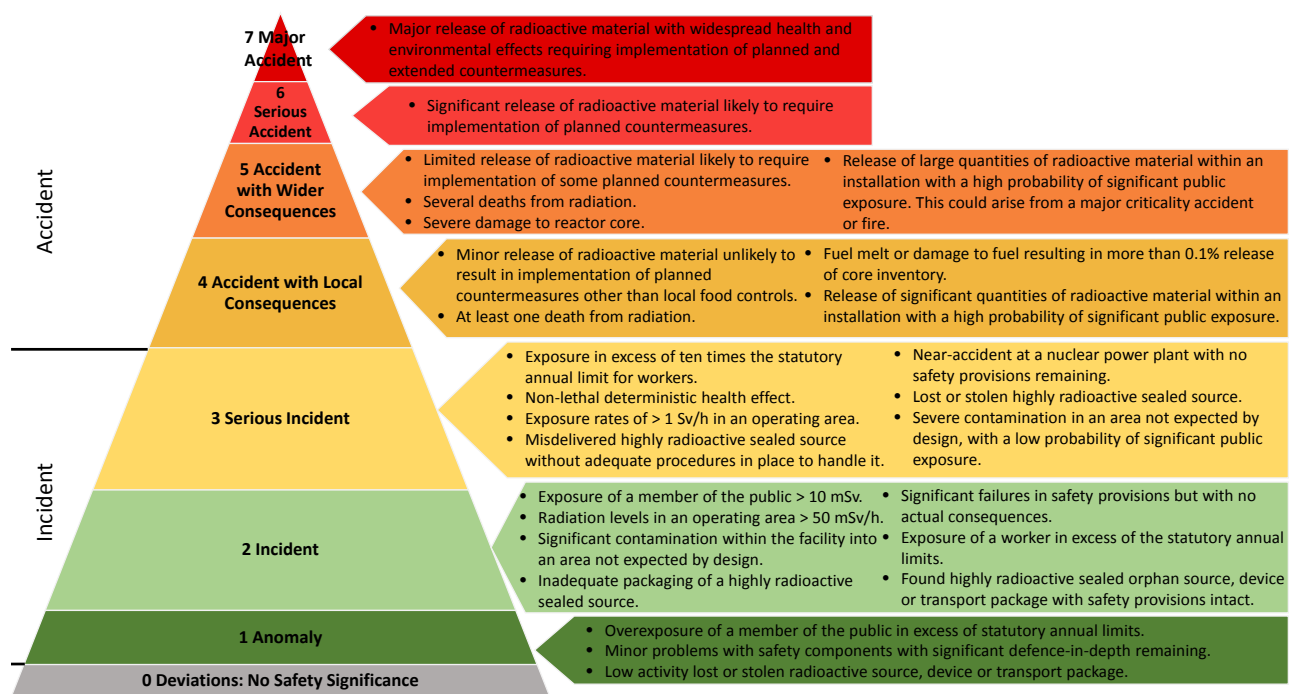 7 Major
Accident
• Major release of radioactive material with widespread health and
environmental effects requiring implementation of planned and
extended countermeasures.
6
Serious
Accident
• Significant release of radioactive material likely to require
implementation of planned countermeasures.
Accident
5 Accident
with Wider
Consequences
• Limited release of radioactive material likely to require
implementation of some planned countermeasures.
• Several deaths from radiation.
• Severe damage to reactor core.
• Release of large quantities of radioactive material within an
installation with a high probability of significant public
exposure. This could arise from a major criticality accident
or fire.
4 Accident with Local
Consequences
• Minor release of radioactive material unlikely to
result in implementation of planned
countermeasures other than local food controls.
• At least one death from radiation.
• Fuel melt or damage to fuel resulting in more than 0.1% release
of core inventory.
• Release of significant quantities of radioactive material within an
installation with a high probability of significant public exposure.
Incident
3 Serious Incident
• Exposure in excess of ten times the statutory
annual limit for workers.
• Non-lethal deterministic health effect.
• Exposure rates of > 1 Sv/h in an operating area.
• Misdelivered highly radioactive sealed source
without adequate procedures in place to handle it.
• Near-accident at a nuclear power plant with no
safety provisions remaining.
• Lost or stolen highly radioactive sealed source.
• Severe contamination in an area not expected by
design, with a low probability of significant public
exposure.
2 Incident
• Exposure of a member of the public > 10 mSv.
• Radiation levels in an operating area > 50 mSv/h.
• Significant contamination within the facility into
an area not expected by design.
• Inadequate packaging of a highly radioactive
sealed source.
• Significant failures in safety provisions but with no
actual consequences.
• Exposure of a worker in excess of the statutory annual
limits.
• Found highly radioactive sealed orphan source, device
or transport package with safety provisions intact.
1 Anomaly
• Overexposure of a member of the public in excess of statutory annual limits.
• Minor problems with safety components with significant defence-in-depth remaining.
• Low activity lost or stolen radioactive source, device or transport package.
0 Deviations: No Safety Significance